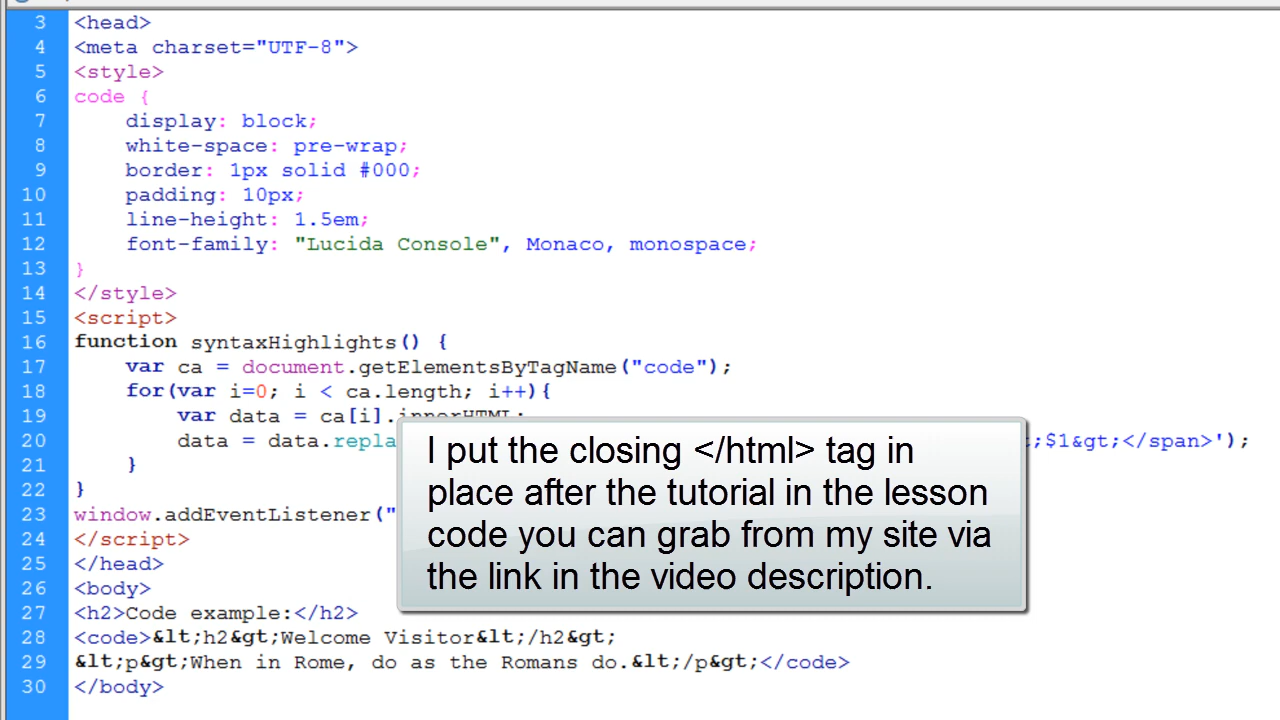 3 <head>
4 <meta charset="UTF-8">
5 <style>
6 code {
7 display: block;
8 white-space: pre-wrap;
9 border: 1px solid #000;
10 padding: 10px;
11 line-height: 1.5em;
12 font-family: "Lucida Console", Monaco, monospace;
13 }
14 </style>
15 <script>
16 function syntaxHighlights() {
17 var ca = document.getElementsByTagName("code");
18 for(var i=0; i < ca.length; i++){
19 var data = ca[i].innerHTML;
20 data = data.repla ;$1&gt;</span>');
21 }
22 }
23 window.addEventListener("
24 </script>
25 </head>
26 <body>
27 <h2>Code example:</h2>
28 <code>&lt;h2&gt;Welcome Visitor&lt;/h2&gt;
29 &lt;p&gt;When in Rome, do as the Romans do.&lt;/p&gt;</code>
30 </body>
I put the closing </html> tag in
place after the tutorial in the lesson
code you can grab from my site via
the link in the video description.